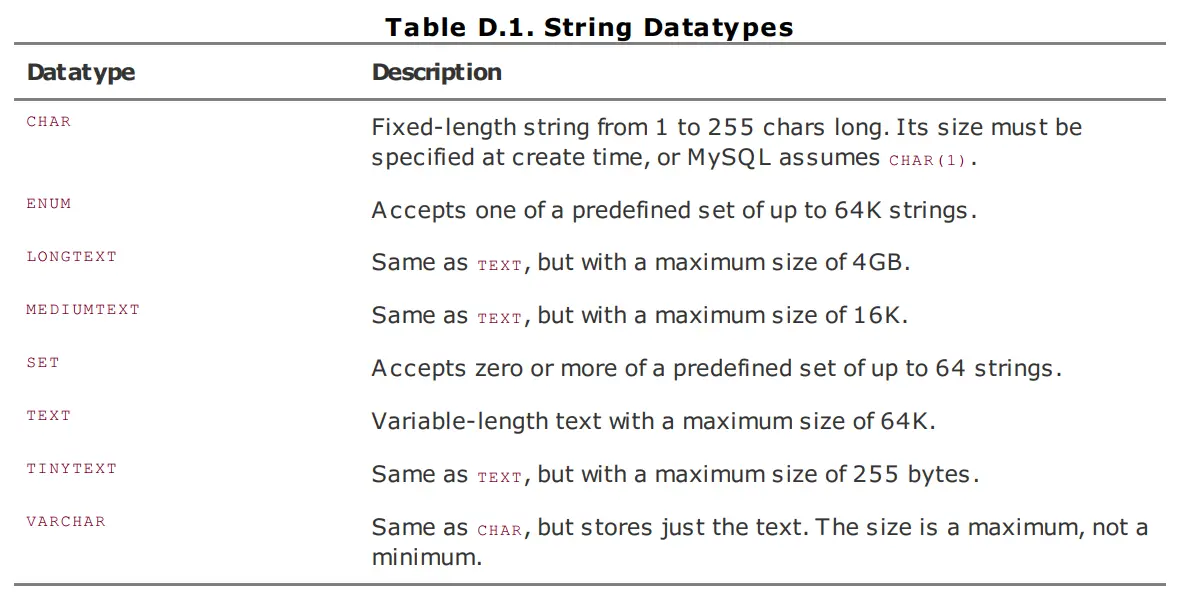 Table D.1. String Datatypes
Datatype Description
CHAR Fixed-length string from 1 to 255 chars long. Its size must be
specified at create time, or MySQL assumes CHAR(1).
ENUM Accepts one of a predefined set of up to 64K strings.
LONGTEXT Same as TEXT, but with a maximum size of 4GB.
MEDIUMTEXT Same as TEXT, but with a maximum size of 16K.
SET Accepts zero or more of a predefined set of up to 64 strings.
TEXT Variable-length text with a maximum size of 64K.
TINYTEXT Same as TEXT, but with a maximum size of 255 bytes.
VARCHAR Same as CHAR, but stores just the text. The size is a maximum, not a
minimum.